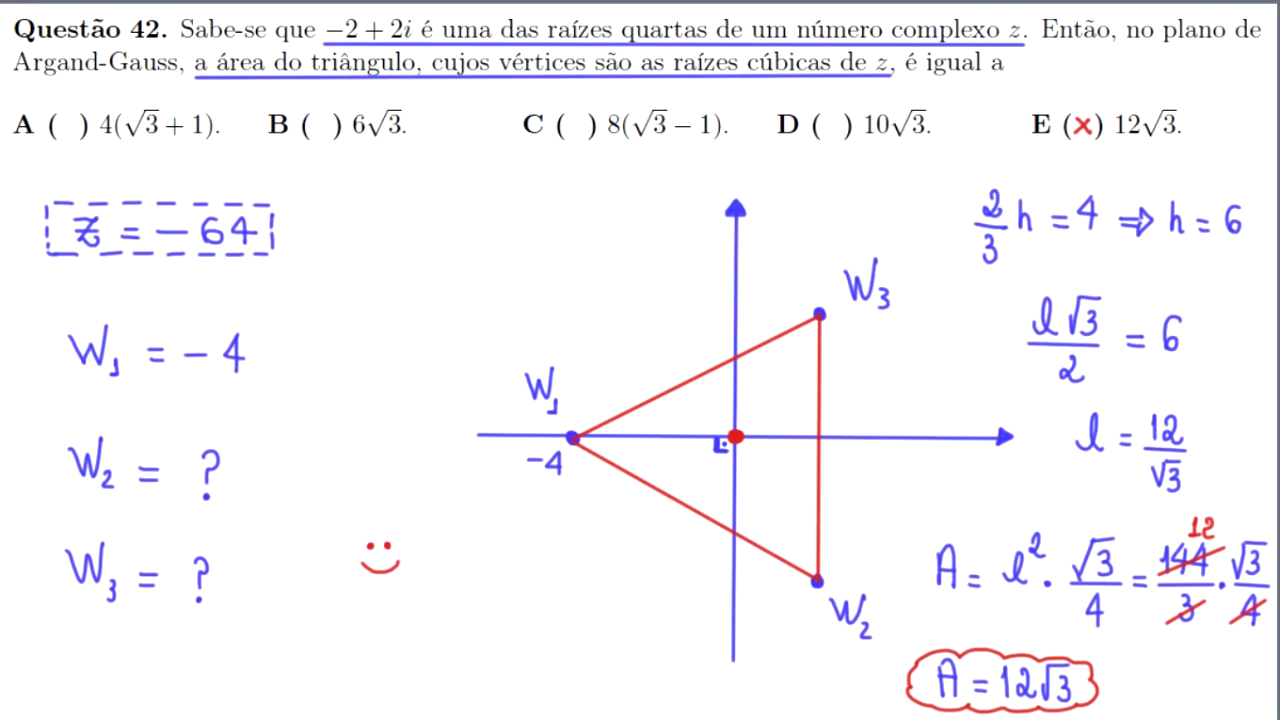 Questão 42. Sabe-se que −2 + 2i é uma das raízes quartas de um número complexo z. Então, no plano de
Argand-Gauss, a área do triângulo, cujos vértices são as raízes cúbicas de z, é igual a
A ( ) 4(√3 + 1). B ( ) 6√3. C ( ) 8(√3 − 1). D ( ) 10√3. E (×) 12√3.
z = −64
W₁ = −4
W₂ = ?
W₃ = ?
W₃
W₁
−4
W₂
2/3 h = 4 ⇒ h = 6
l√3/2 = 6
l = 12/√3
12
A = l² · √3/4 = 144/3 · √3/4
A = 12√3